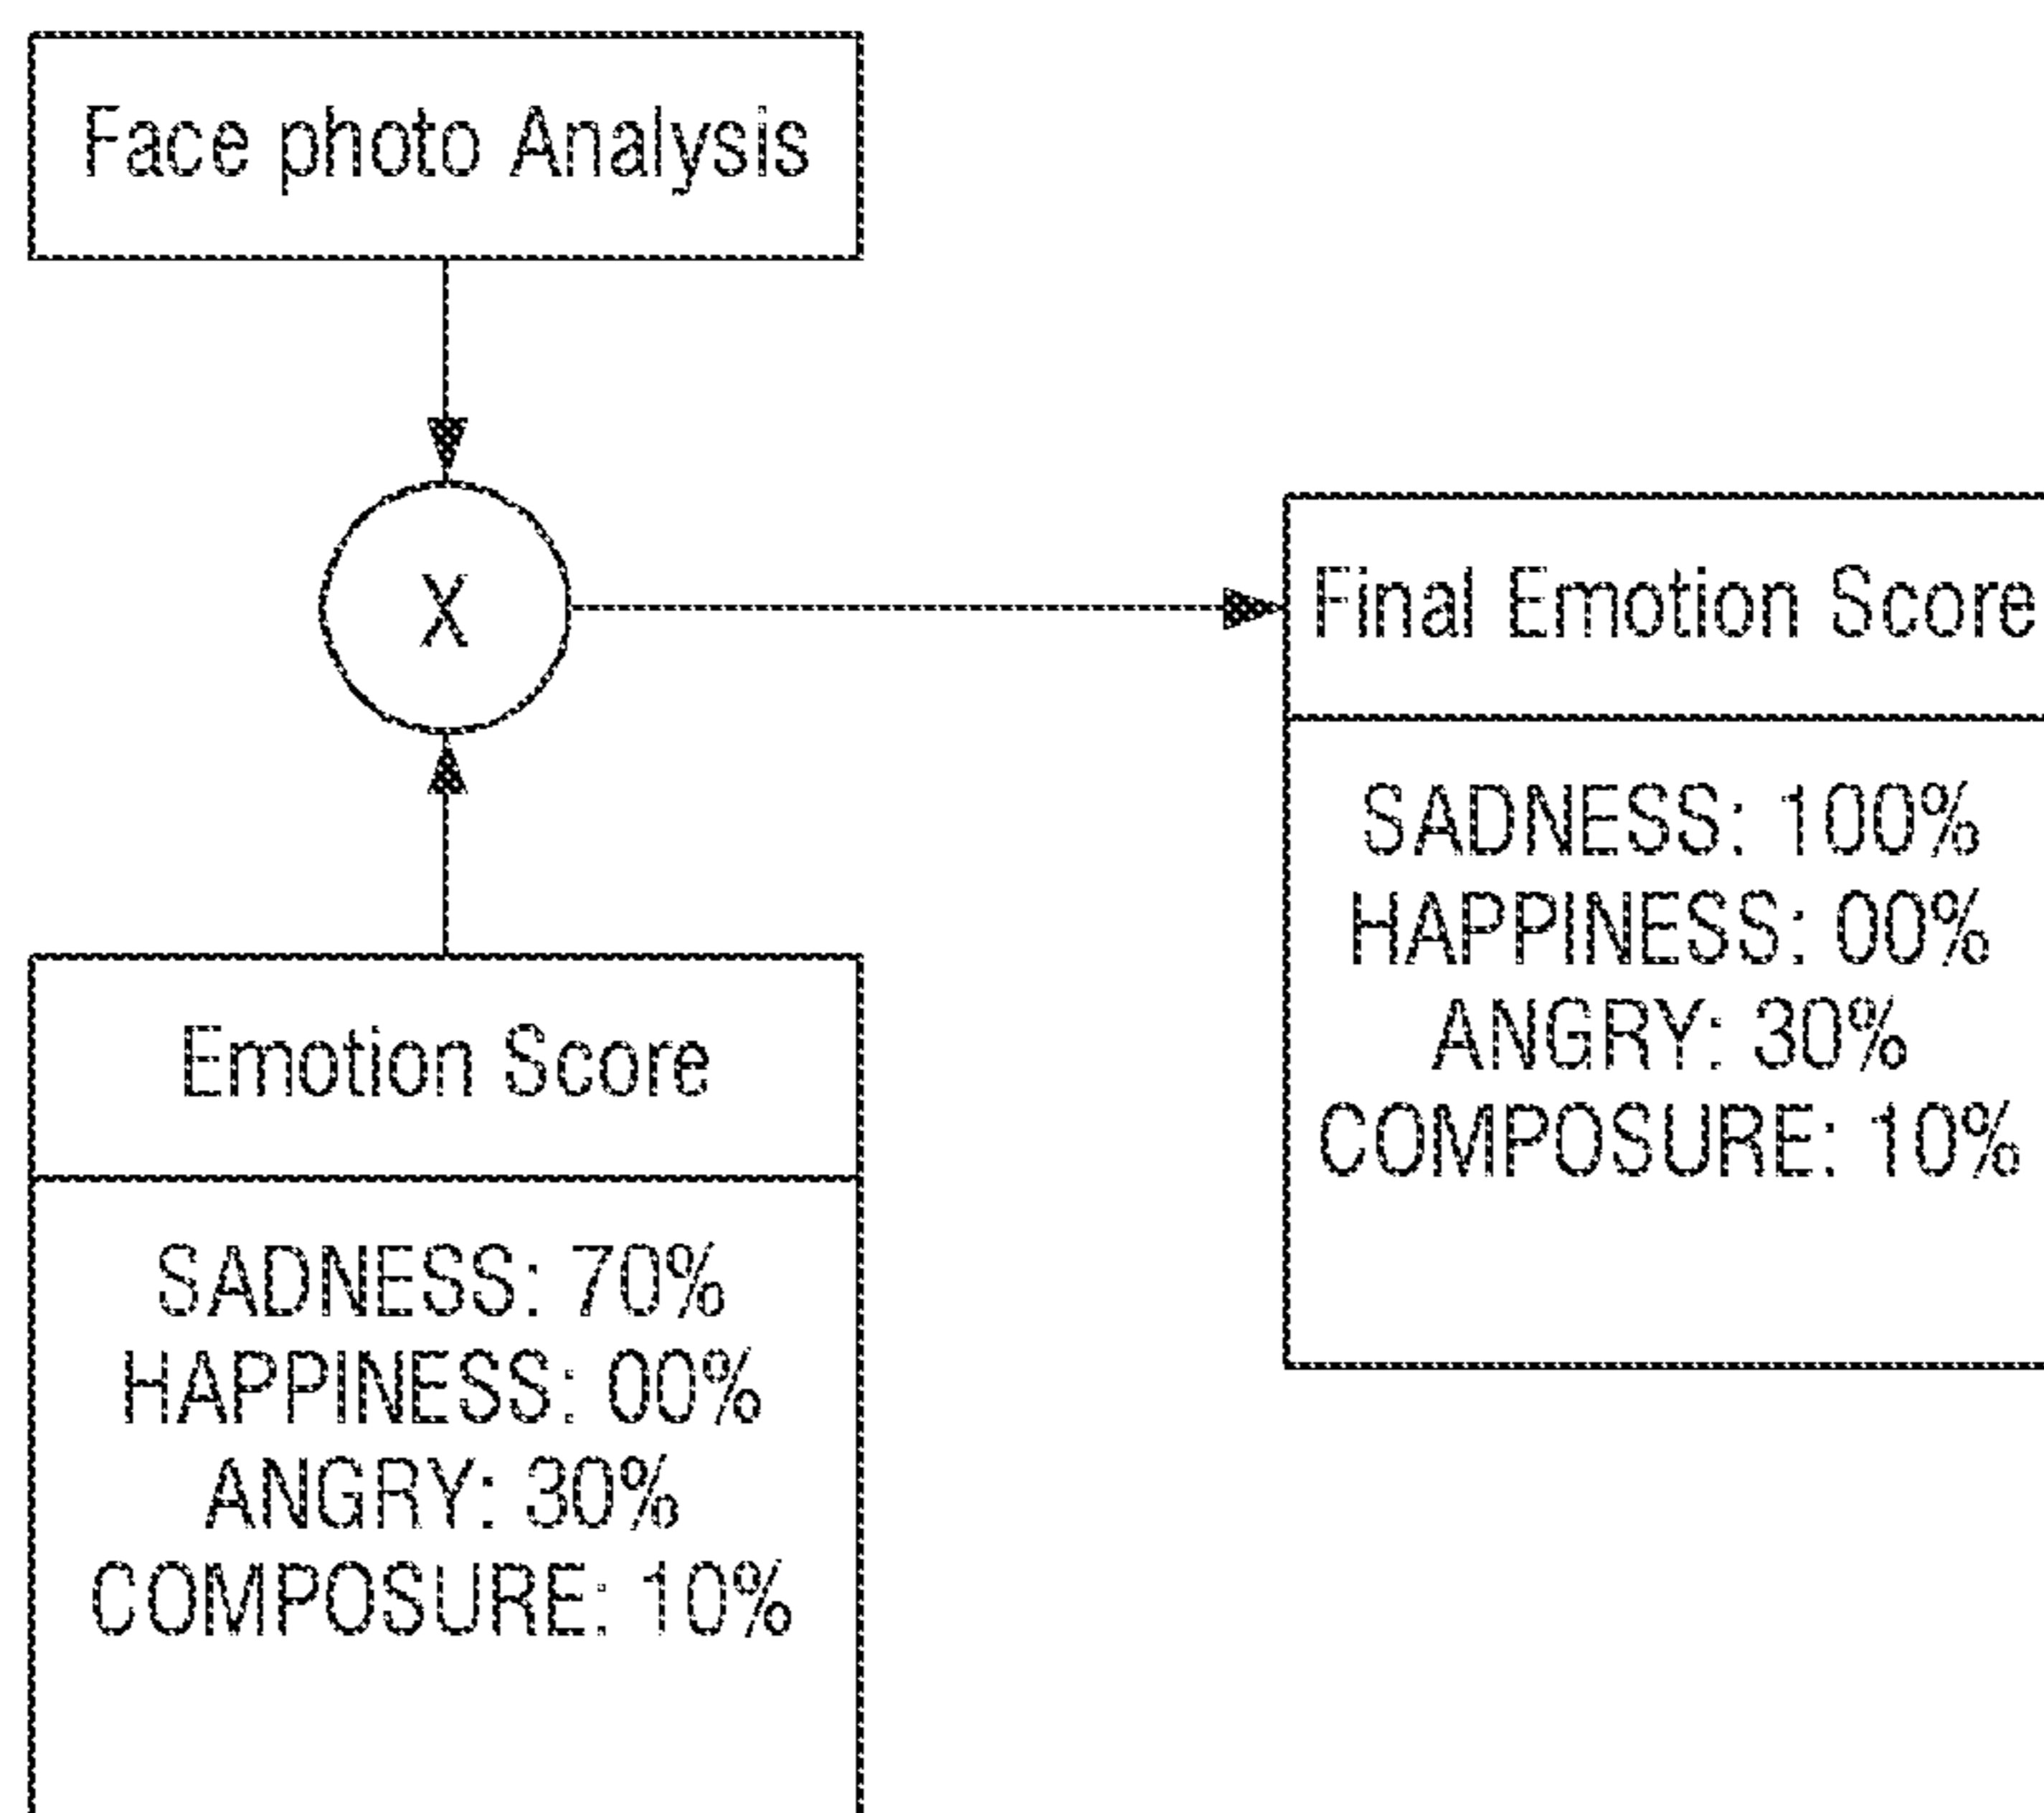 Face photo Analysis
X
Final Emotion Score
SADNESS: 100%
HAPPINESS: 00%
ANGRY: 30%
COMPOSURE: 10%
Emotion Score
SADNESS: 70%
HAPPINESS: 00%
ANGRY: 30%
COMPOSURE: 10%